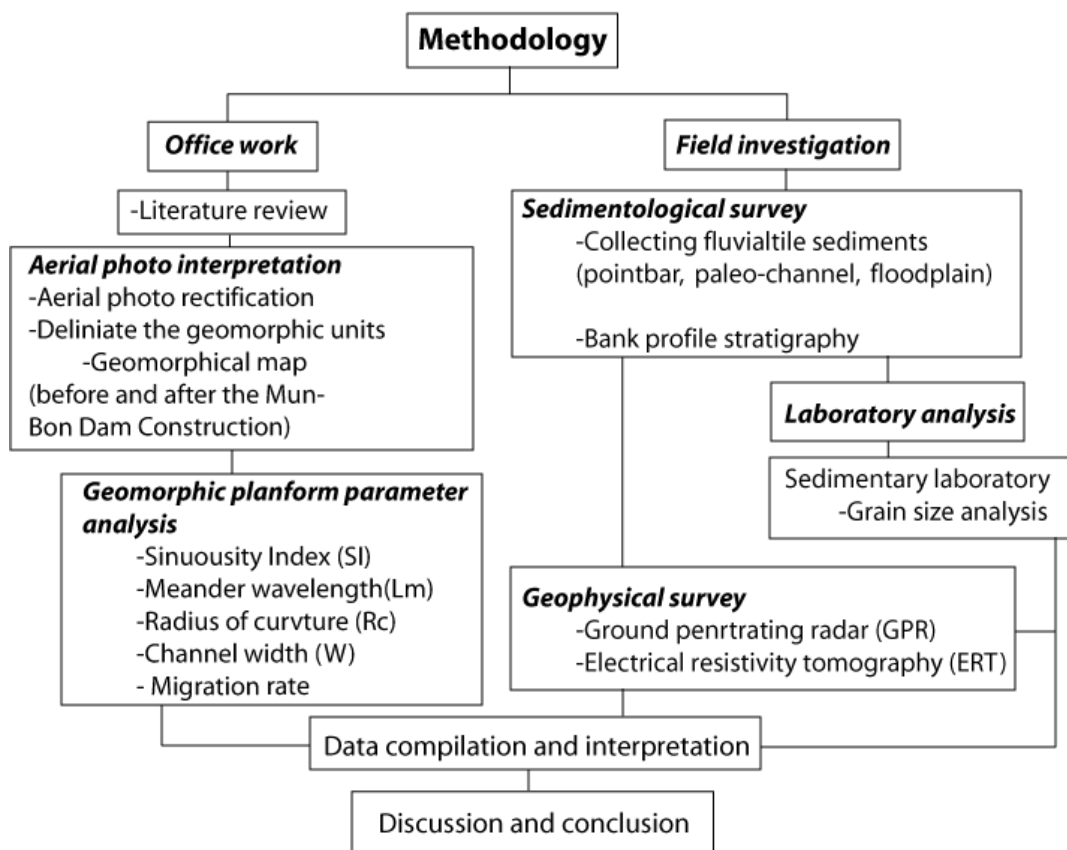 Methodology
Office work
-Literature review
Aerial photo interpretation
-Aerial photo rectification
-Deliniate the geomorphic units
-Geomorphical map
(before and after the Mun-
Bon Dam Construction)
Geomorphic planform parameter
analysis
-Sinuousity Index (SI)
-Meander wavelength(Lm)
-Radius of curvture (Rc)
-Channel width (W)
- Migration rate
Field investigation
Sedimentological survey
-Collecting fluvialtile sediments
(pointbar, paleo-channel, floodplain)
-Bank profile stratigraphy
Laboratory analysis
Sedimentary laboratory
-Grain size analysis
Geophysical survey
-Ground penrtrating radar (GPR)
-Electrical resistivity tomography (ERT)
Data compilation and interpretation
Discussion and conclusion